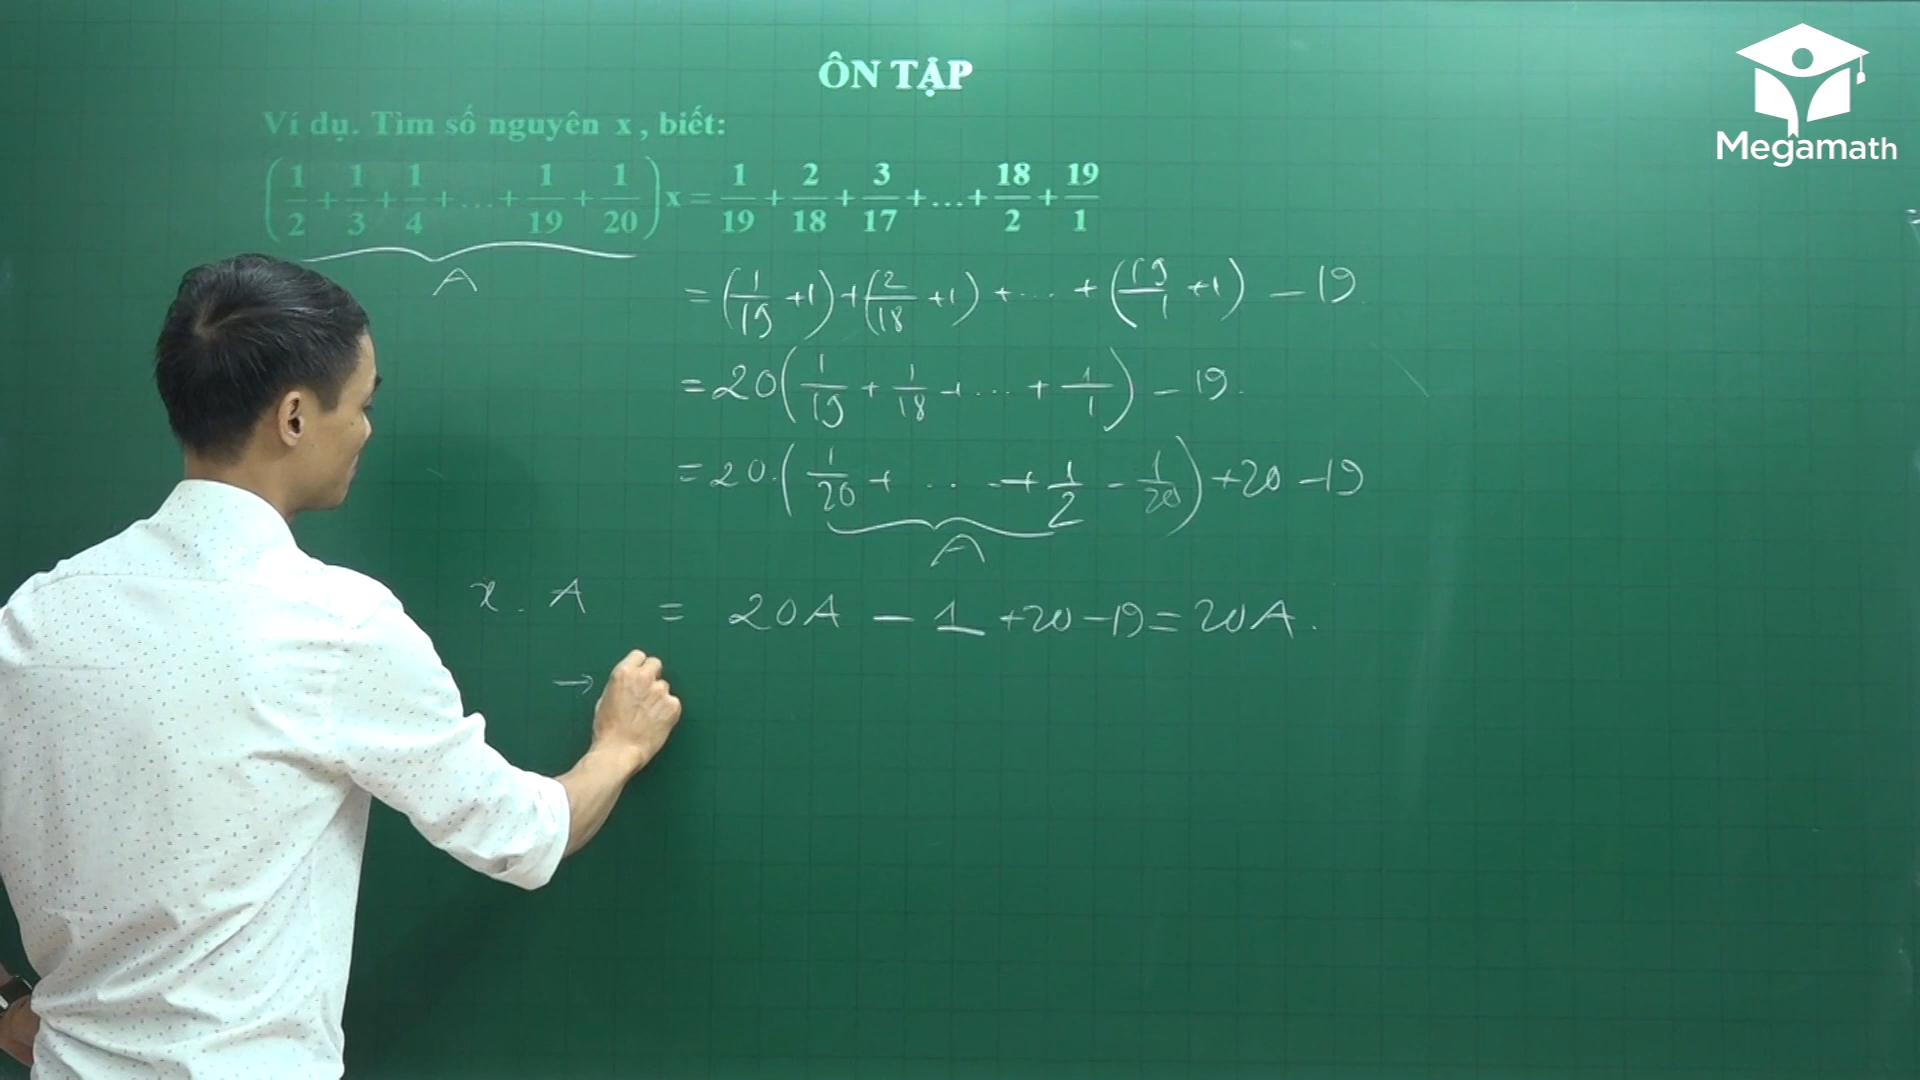 ÔN TẬP
Megamath
Ví dụ. Tìm số nguyên x, biết:
(1/2 + 1/3 + 1/4 + ... + 1/19 + 1/20)x = 1/19 + 2/18 + 3/17 + ... + 18/2 + 19/1
A
= (1/19 + 1) + (2/18 + 1) + ... + (19/1 + 1) - 19
= 20(1/19 + 1/18 + ... + 1/1) - 19.
= 20.(1/20 + ... + 1/2 - 1/20) + 20 - 19
A
x . A = 20A - 1 + 20 - 19 = 20A.
→